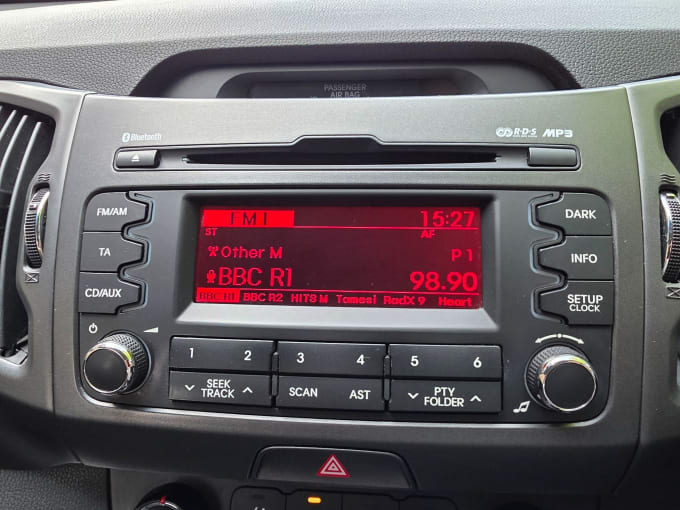 PASSENGER
AIR BAG
Bluetooth
R·D·S MP3
FM/AM
FM1 15:27
DARK
ST AF
TA
Other M P1
INFO
CD/AUX
BBC R1 98.90
SETUP
CLOCK
BBC R1 BBC R2 HITS M Tamesi RadX 9 Heart
1 2 3 4 5 6
SEEK
TRACK
SCAN AST
PTY
FOLDER